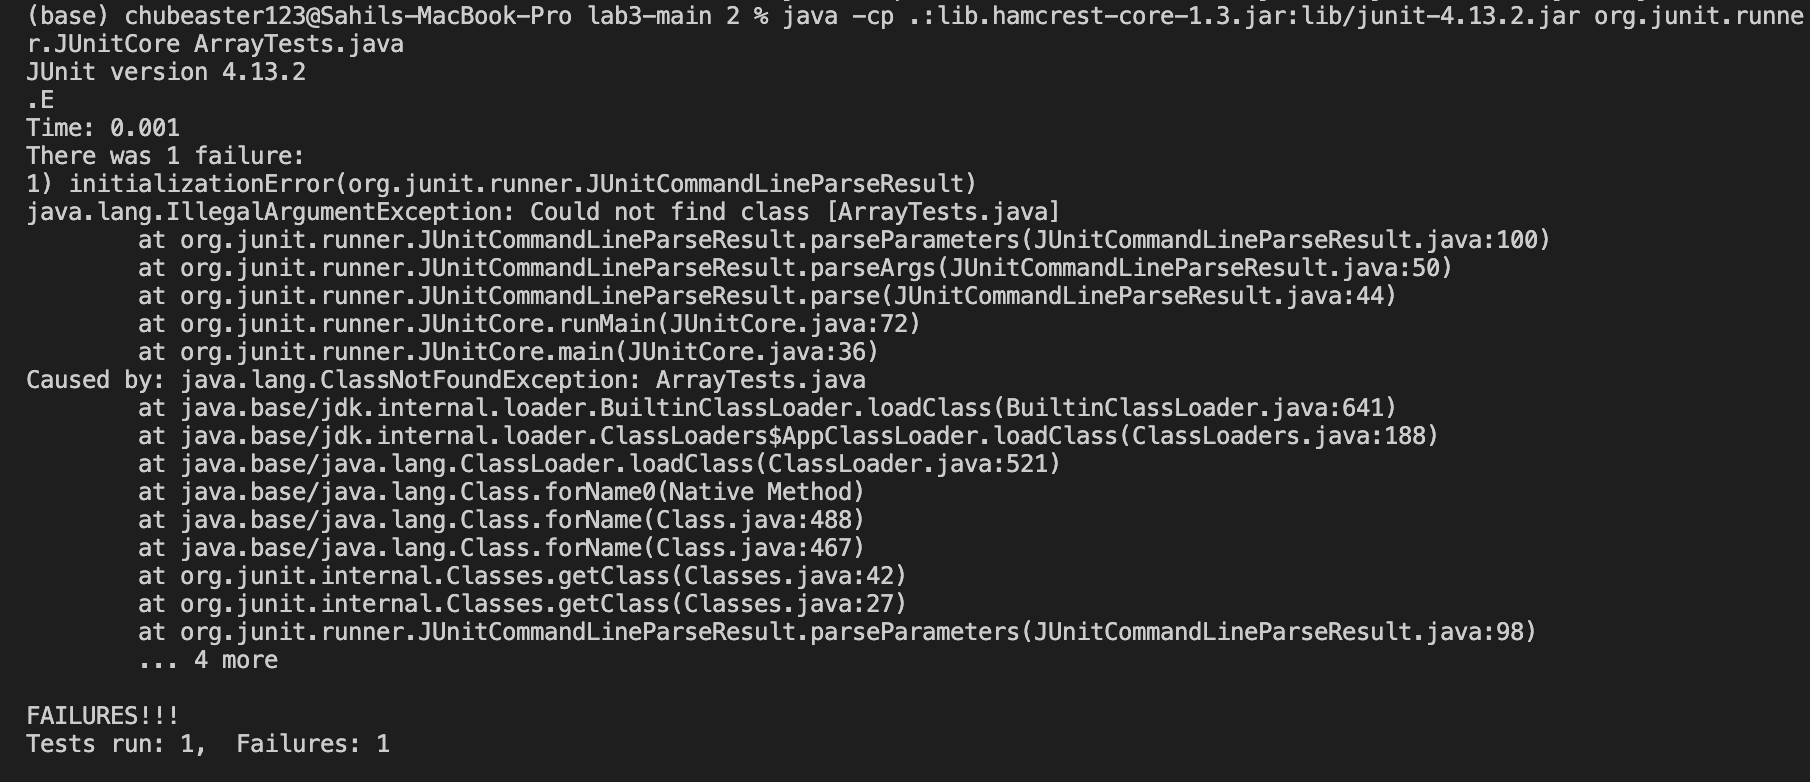 (base) chubeaster123@Sahils-MacBook-Pro lab3-main 2 % java -cp .:lib.hamcrest-core-1.3.jar:lib/junit-4.13.2.jar org.junit.runne
r.JUnitCore ArrayTests.java
JUnit version 4.13.2
.E
Time: 0.001
There was 1 failure:
1) initializationError(org.junit.runner.JUnitCommandLineParseResult)
java.lang.IllegalArgumentException: Could not find class [ArrayTests.java]
        at org.junit.runner.JUnitCommandLineParseResult.parseParameters(JUnitCommandLineParseResult.java:100)
        at org.junit.runner.JUnitCommandLineParseResult.parseArgs(JUnitCommandLineParseResult.java:50)
        at org.junit.runner.JUnitCommandLineParseResult.parse(JUnitCommandLineParseResult.java:44)
        at org.junit.runner.JUnitCore.runMain(JUnitCore.java:72)
        at org.junit.runner.JUnitCore.main(JUnitCore.java:36)
Caused by: java.lang.ClassNotFoundException: ArrayTests.java
        at java.base/jdk.internal.loader.BuiltinClassLoader.loadClass(BuiltinClassLoader.java:641)
        at java.base/jdk.internal.loader.ClassLoaders$AppClassLoader.loadClass(ClassLoaders.java:188)
        at java.base/java.lang.ClassLoader.loadClass(ClassLoader.java:521)
        at java.base/java.lang.Class.forName0(Native Method)
        at java.base/java.lang.Class.forName(Class.java:488)
        at java.base/java.lang.Class.forName(Class.java:467)
        at org.junit.internal.Classes.getClass(Classes.java:42)
        at org.junit.internal.Classes.getClass(Classes.java:27)
        at org.junit.runner.JUnitCommandLineParseResult.parseParameters(JUnitCommandLineParseResult.java:98)
        ... 4 more
FAILURES!!!
Tests run: 1,  Failures: 1